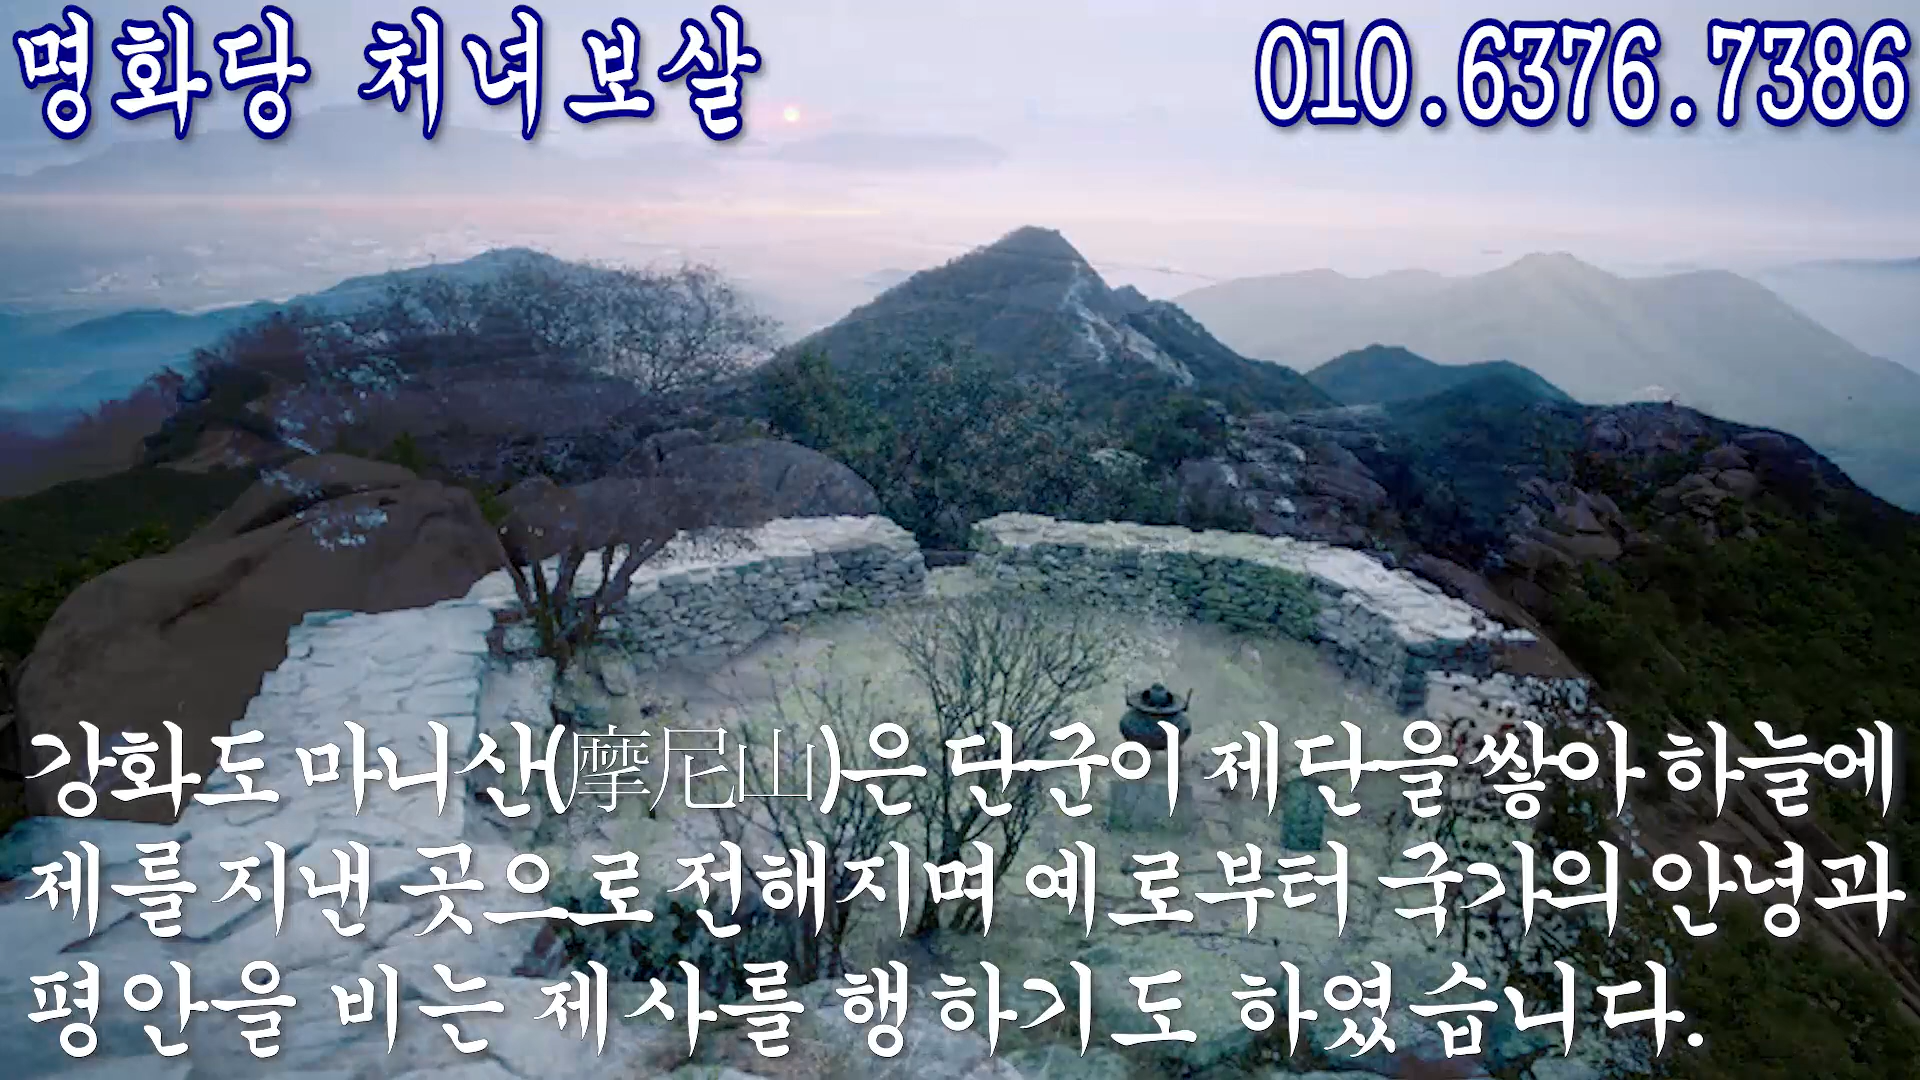 명화당 처녀보살
010.6376.7386
강화도 마니산(摩尼山)은 단군이 제단을 쌓아 하늘에
제를 지낸 곳으로 전해지며 예로부터 국가의 안녕과
평안을 비는 제사를 행하기도 하였습니다.